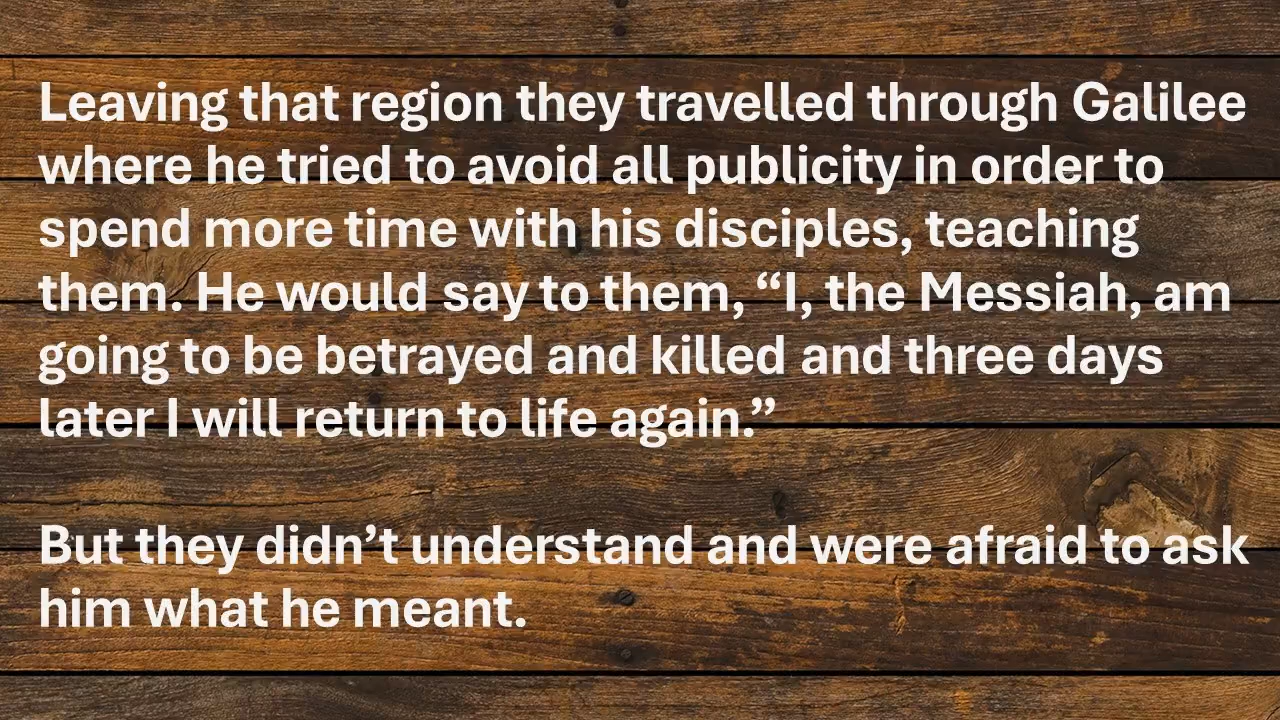 Leaving that region they travelled through Galilee
where he tried to avoid all publicity in order to
spend more time with his disciples, teaching
them. He would say to them, “I, the Messiah, am
going to be betrayed and killed and three days
later I will return to life again.”
But they didn’t understand and were afraid to ask
him what he meant.